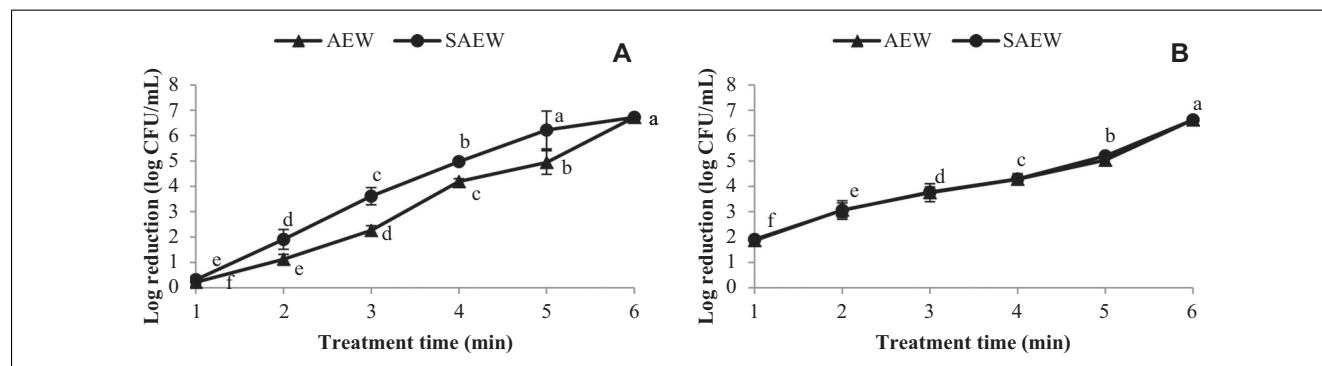 AEW SAEW
A
Log reduction (log CFU/mL)
8
7
6
5
4
3
2
1
0
e
f
d
e
c
d
b
c
a
b
a
1 2 3 4 5 6
Treatment time (min)
AEW SAEW
B
Log reduction (log CFU/mL)
8
7
6
5
4
3
2
1
0
f
e
d
c
b
a
1 2 3 4 5 6
Treatment time (min)